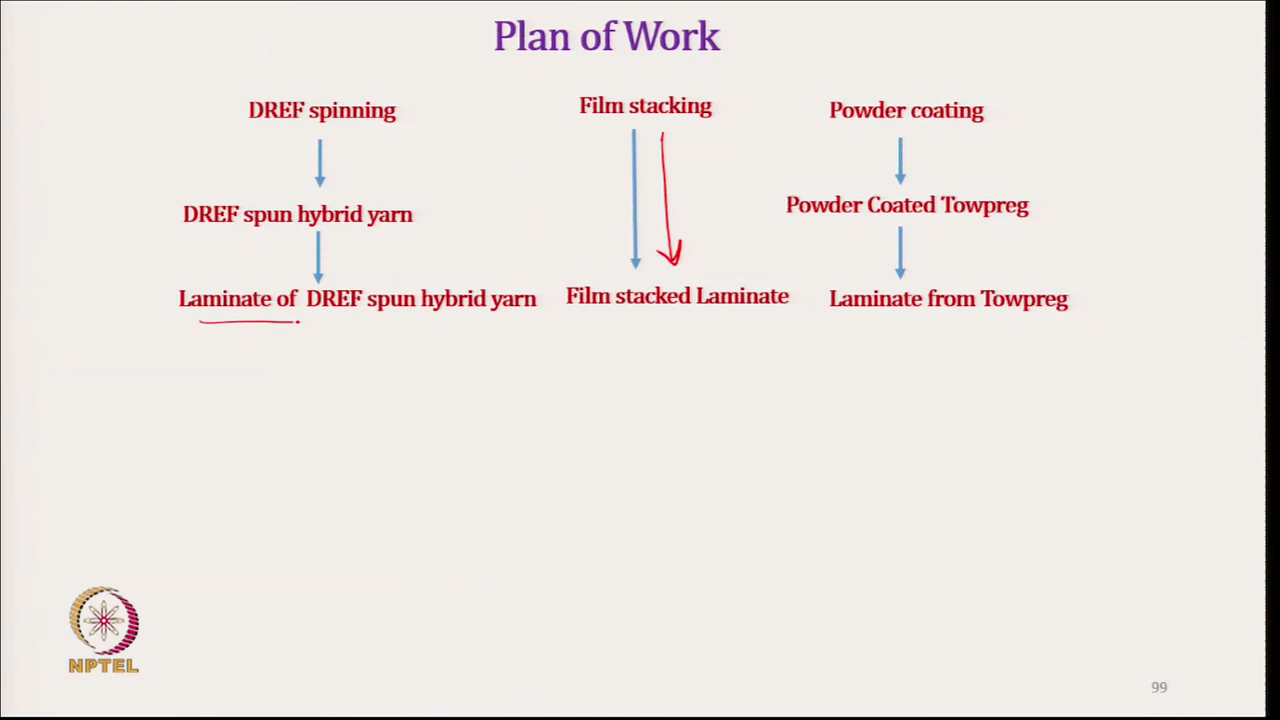 Plan of Work
DREF spinning
DREF spun hybrid yarn
Laminate of DREF spun hybrid yarn
Film stacking
Film stacked Laminate
Powder coating
Powder Coated Towpreg
Laminate from Towpreg
NPTEL
99